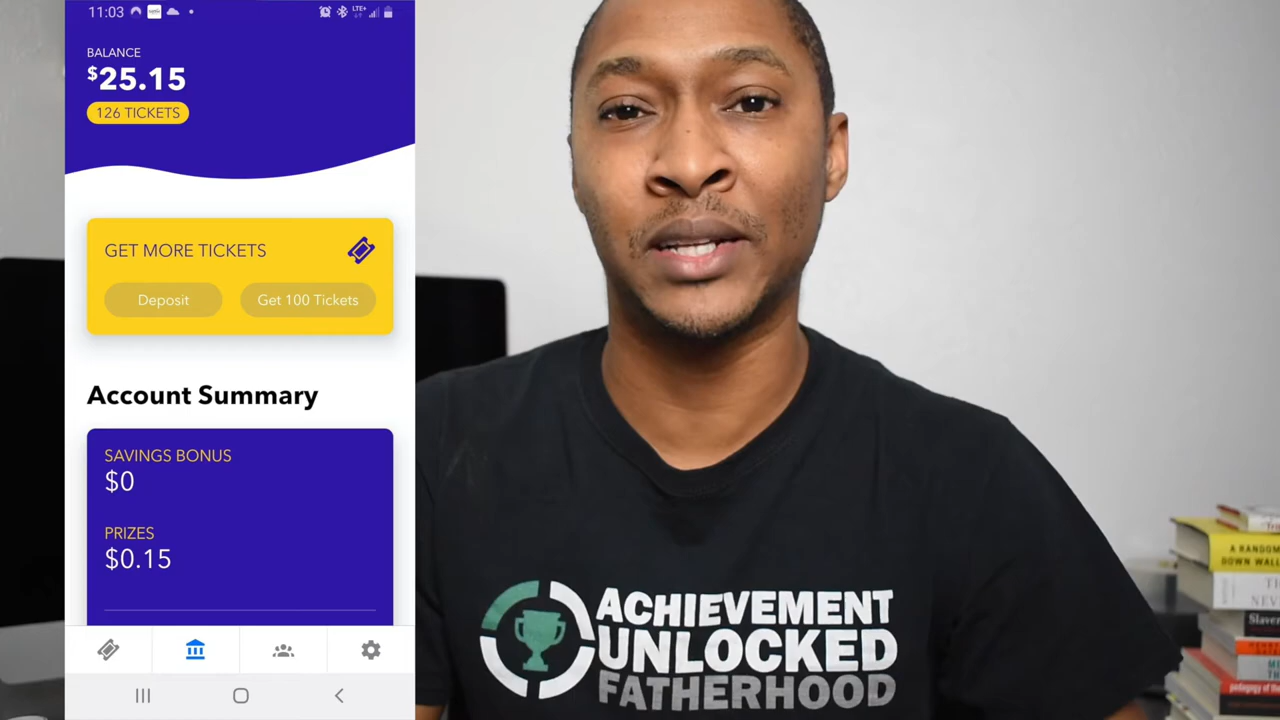 11:03
LTE+
BALANCE
$25.15
126 TICKETS
GET MORE TICKETS
Deposit
Get 100 Tickets
Account Summary
SAVINGS BONUS
$0
PRIZES
$0.15
ACHIEVEMENT
UNLOCKED
FATHERHOOD
A RANDOM
DOWN WALL